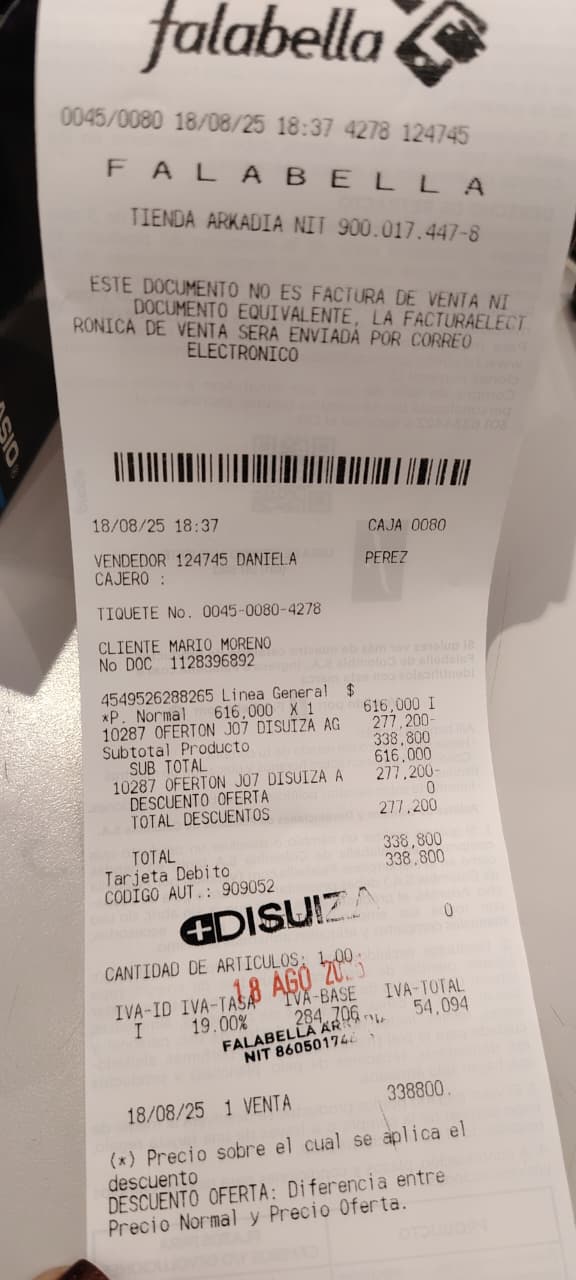 falabella
0045/0080 18/08/25 18:37 4278 124745
F A L A B E L L A
TIENDA ARKADIA NIT 900.017.447-8
ESTE DOCUMENTO NO ES FACTURA DE VENTA NI
DOCUMENTO EQUIVALENTE, LA FACTURAELECT
RONICA DE VENTA SERA ENVIADA POR CORREO
ELECTRONICO
18/08/25 18:37 CAJA 0080
VENDEDOR 124745 DANIELA PEREZ
CAJERO :
TIQUETE No. 0045-0080-4278
CLIENTE MARIO MORENO
No DOC 1128396892
4549526288265 Linea General $
*P. Normal 616,000 X 1 616,000 I
10287 OFERTON J07 DISUIZA AG 277,200-
Subtotal Producto 338,800
SUB TOTAL 616,000
10287 OFERTON J07 DISUIZA A 277,200-
DESCUENTO OFERTA 0
TOTAL DESCUENTOS 277,200
TOTAL 338,800
Tarjeta Debito 338,800
CODIGO AUT.: 909052
DISUIZA
0
CANTIDAD DE ARTICULOS: 1.00
18 AGO
IVA-ID IVA-TASA IVA-BASE IVA-TOTAL
I 19.00% 284,706 54,094
FALABELLA
NIT
18/08/25 1 VENTA 338800.
(*) Precio sobre el cual se aplica el
descuento
DESCUENTO OFERTA: Diferencia entre
Precio Normal y Precio Oferta.